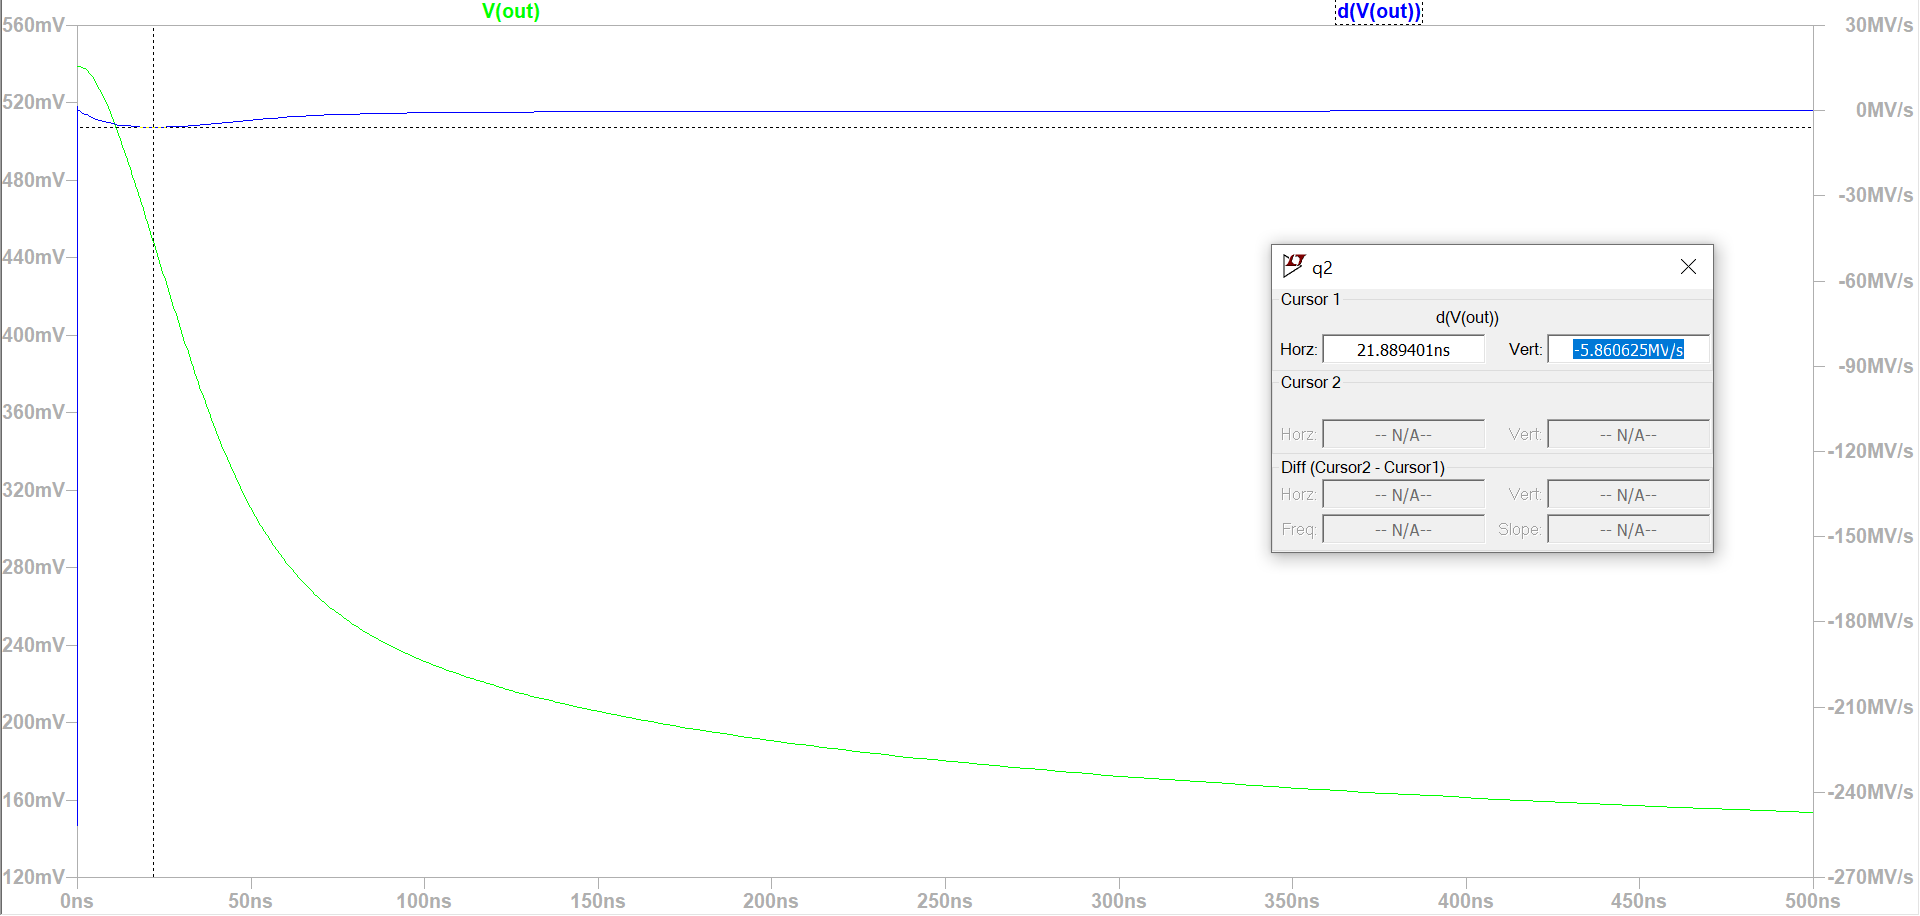 V(out) d(V(out))
560mV 30MV/s
520mV 0MV/s
480mV -30MV/s
440mV -60MV/s
400mV -90MV/s
360mV -120MV/s
320mV -150MV/s
280mV -180MV/s
240mV -210MV/s
200mV -240MV/s
160mV -270MV/s
120mV
0ns 50ns 100ns 150ns 200ns 250ns 300ns 350ns 400ns 450ns 500ns
q2
Cursor 1
d(V(out))
Horz: 21.889401ns Vert: -5.860625MV/s
Cursor 2
Horz: -- N/A-- Vert: -- N/A--
Diff (Cursor2 - Cursor1)
Horz: -- N/A-- Vert: -- N/A--
Freq: -- N/A-- Slope: -- N/A--